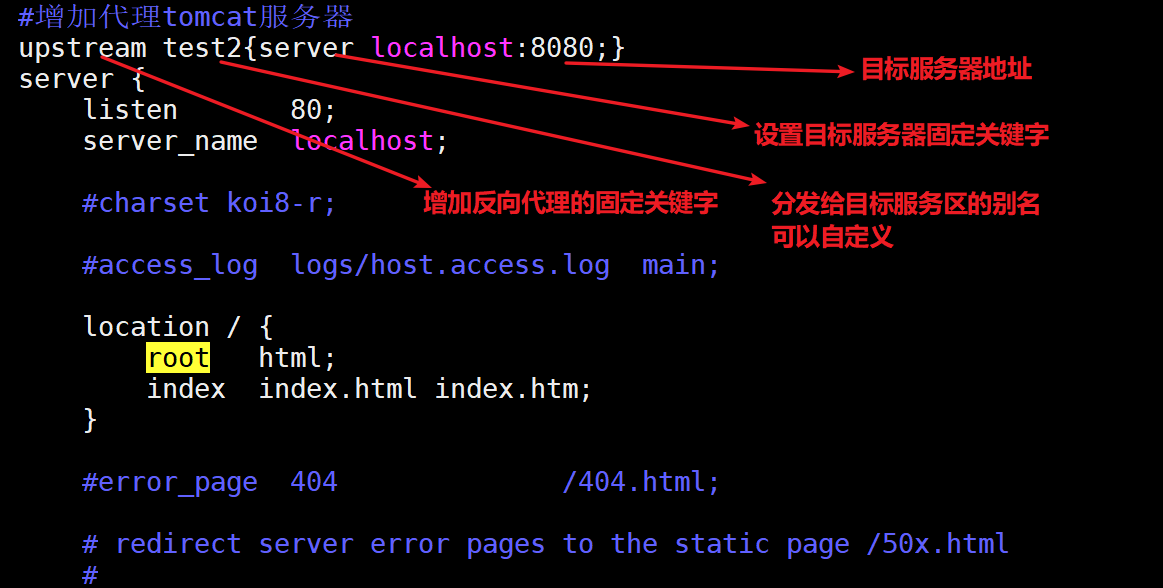 #增加代理tomcat服务器
upstream test2{server localhost:8080;}
目标服务器地址
server {
listen 80;
设置目标服务器固定关键字
server_name localhost;
#charset koi8-r;
增加反向代理的固定关键字
分发给目标服务区的别名
可以自定义
#access_log logs/host.access.log main;
location / {
root html;
index index.html index.htm;
}
#error_page 404 /404.html;
# redirect server error pages to the static page /50x.html
#